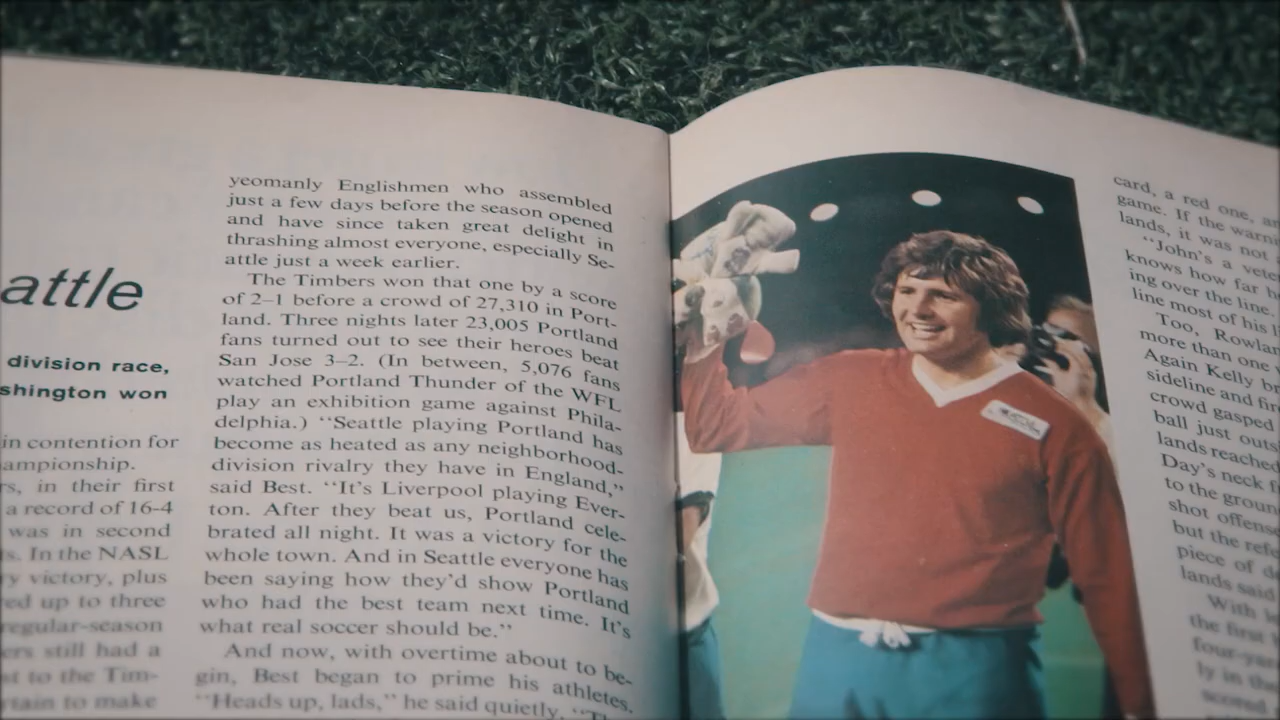 attle
division race,
shington won
in contention for
ampionship.
rs, in their first
a record of 16-4
was in second
s. In the NASL
ry victory, plus
red up to three
regular-season
ers still had a
st to the Tim-
rtain to make
yeomanly Englishmen who assembled
just a few days before the season opened
and have since taken great delight in
thrashing almost everyone, especially Se-
attle just a week earlier.
The Timbers won that one by a score
of 2–1 before a crowd of 27,310 in Port-
land. Three nights later 23,005 Portland
fans turned out to see their heroes beat
San Jose 3–2. (In between, 5,076 fans
watched Portland Thunder of the WFL
play an exhibition game against Phila-
delphia.) “Seattle playing Portland has
become as heated as any neighborhood-
division rivalry they have in England,”
said Best. “It’s Liverpool playing Ever-
ton. After they beat us, Portland cele-
brated all night. It was a victory for the
whole town. And in Seattle everyone has
been saying how they’d show Portland
who had the best team next time. It’s
what real soccer should be.”
And now, with overtime about to be-
gin, Best began to prime his athletes.
“Heads up, lads,” he said quietly,
card, a red one,
game. If the
lands, it was not
“John’s a
knows how far
ing over the line.
line most of his
Too,
more than one
Again Kelly
sideline and
crowd gasped
ball just
lands reached
Day’s neck
to the
shot
but the
piece of
lands said
With
the first
four-
ly in the
scored